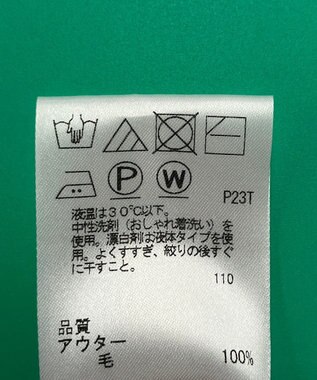 P W P23T
液温は30℃以下。
中性洗剤（おしゃれ着洗い）を
使用。漂白剤は液体タイプを使
用。よくすすぎ、絞りの後すぐ
に干すこと。
110
品質
アウター
毛 100%